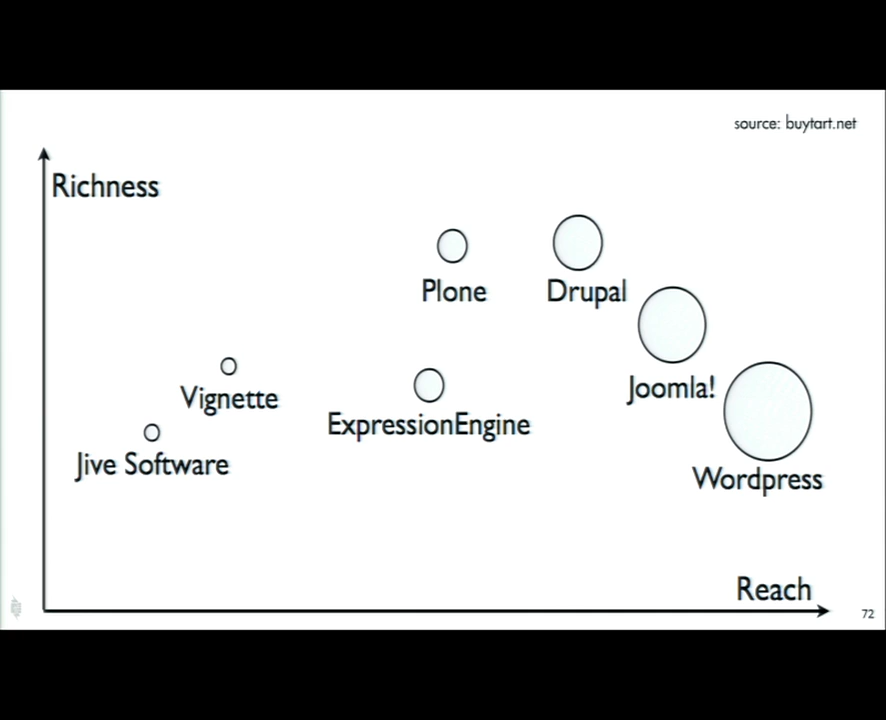 source: buytart.net
Richness
Plone
Drupal
Joomla!
Vignette
ExpressionEngine
Jive Software
Wordpress
Reach
72